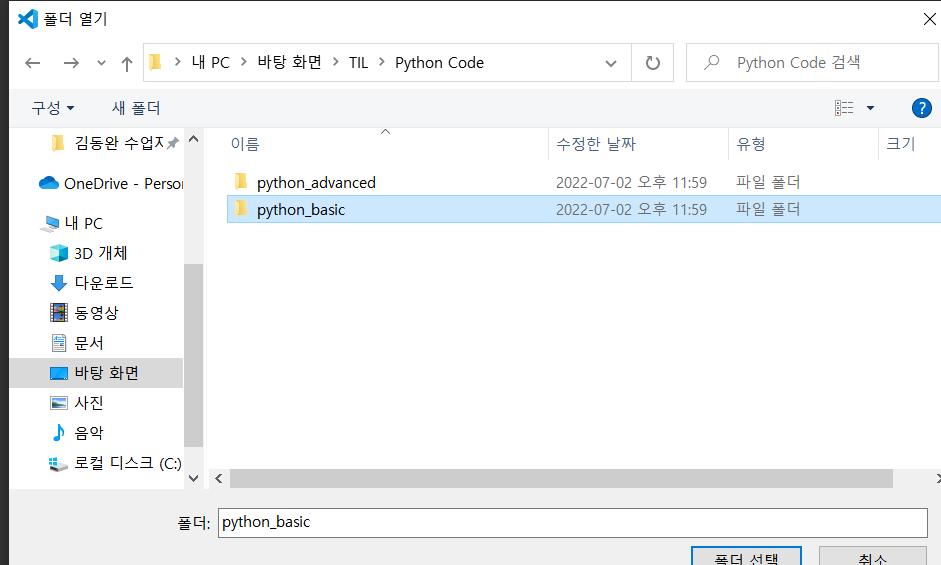 폴더 열기
내 PC 바탕 화면 TIL Python Code
Python Code 검색
구성 새 폴더
이름 수정한 날짜 유형 크기
python_advanced 2022-07-02 오후 11:59 파일 폴더
python_basic 2022-07-02 오후 11:59 파일 폴더
김동완 수업자
OneDrive - Person
내 PC
3D 개체
다운로드
동영상
문서
바탕 화면
사진
음악
로컬 디스크 (C:)
폴더: python_basic
폴더 선택 취소